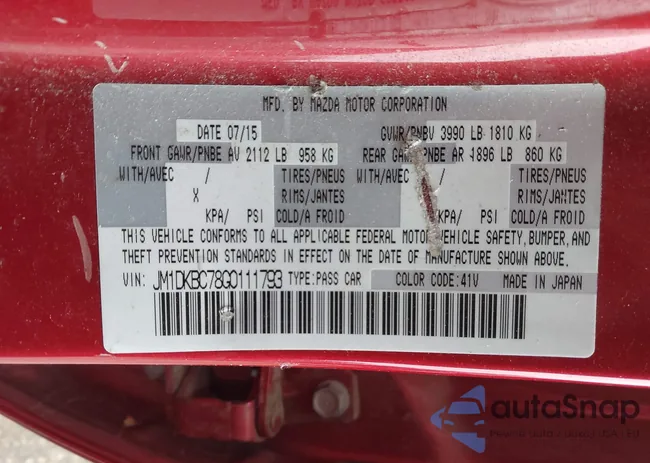 MFD. BY MAZDA MOTOR CORPORATION
DATE 07/15 GVWR/PNBV 3990 LB 1810 KG
FRONT GAWR/PNBE AV 2112 LB 958 KG REAR GAWR/PNBE AR 1896 LB 860 KG
WITH/AVEC / TIRES/PNEUS WITH/AVEC / TIRES/PNEUS
X RIMS/JANTES RIMS/JANTES
KPA/ PSI COLD/A FROID KPA/ PSI COLD/A FROID
THIS VEHICLE CONFORMS TO ALL APPLICABLE FEDERAL MOTOR VEHICLE SAFETY, BUMPER, AND
THEFT PREVENTION STANDARDS IN EFFECT ON THE DATE OF MANUFACTURE SHOWN ABOVE.
VIN: JM1DKBC78G0111793 TYPE:PASS CAR COLOR CODE:41V MADE IN JAPAN
autoSnap